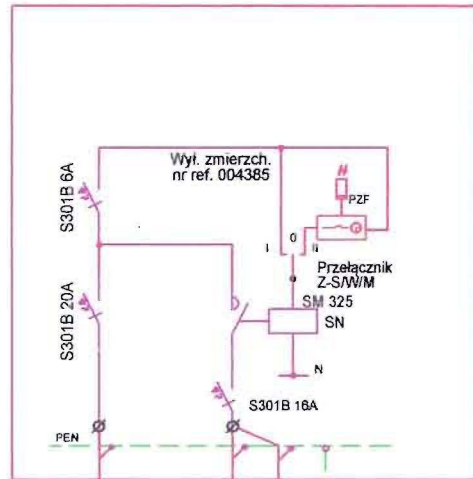 Wył. zmierzch.
nr ref. 004385
S301B 6A
PZF
I
0
II
Przełącznik
Z-S/W/M
S301B 20A
SM 325
SN
N
S301B 16A
PEN